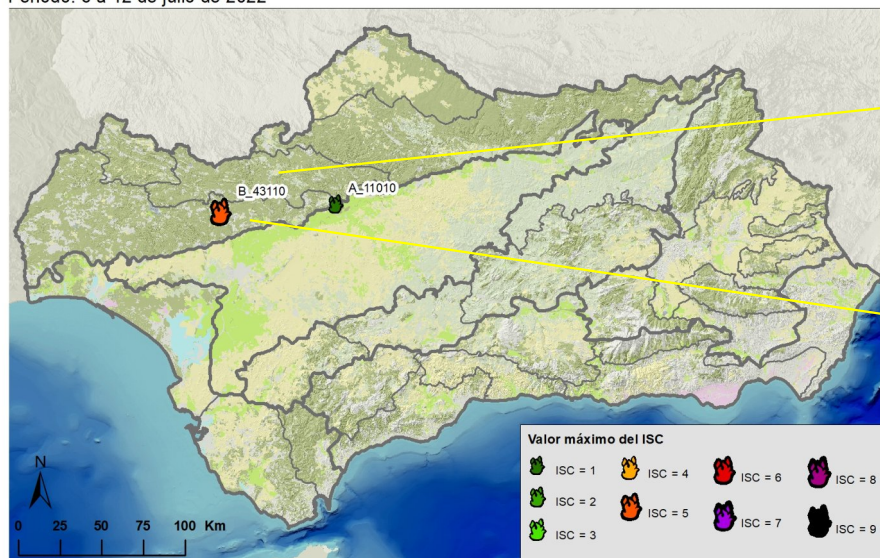 B_43110
A_11010
Valor máximo del ISC
ISC = 1
ISC = 2
ISC = 3
ISC = 4
ISC = 5
ISC = 6
ISC = 7
ISC = 8
ISC = 9
N
0 25 50 75 100 Km